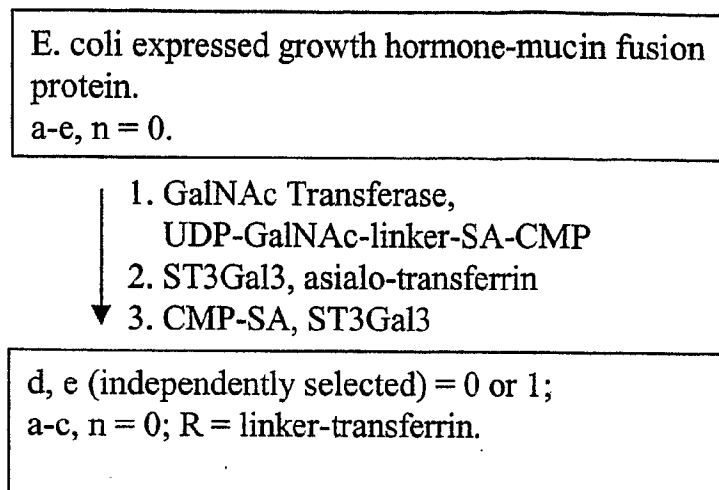 E. coli expressed growth hormone-mucin fusion
protein.
a-e, n = 0.
1. GalNAc Transferase,
UDP-GalNAc-linker-SA-CMP
2. ST3Gal3, asialo-transferrin
3. CMP-SA, ST3Gal3
d, e (independently selected) = 0 or 1;
a-c, n = 0; R = linker-transferrin.